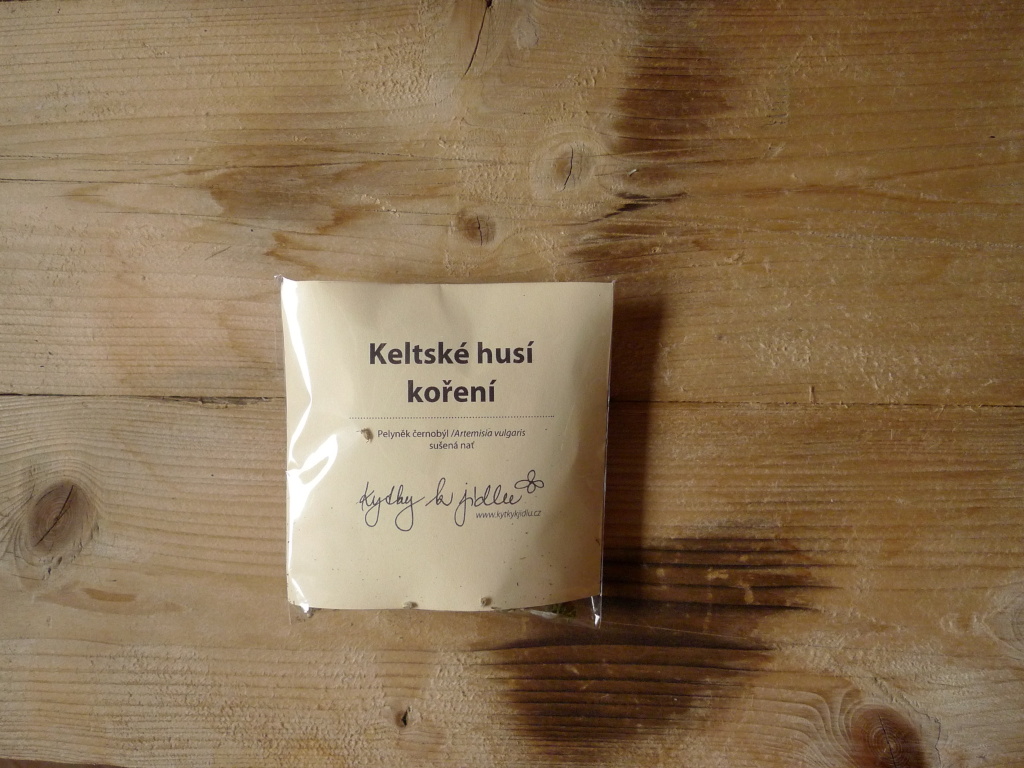 Keltské husí
koření
Pelyněk černobýl /Artemisia vulgaris
sušená nať
kytky k jídlu
www.kytkykjidlu.cz